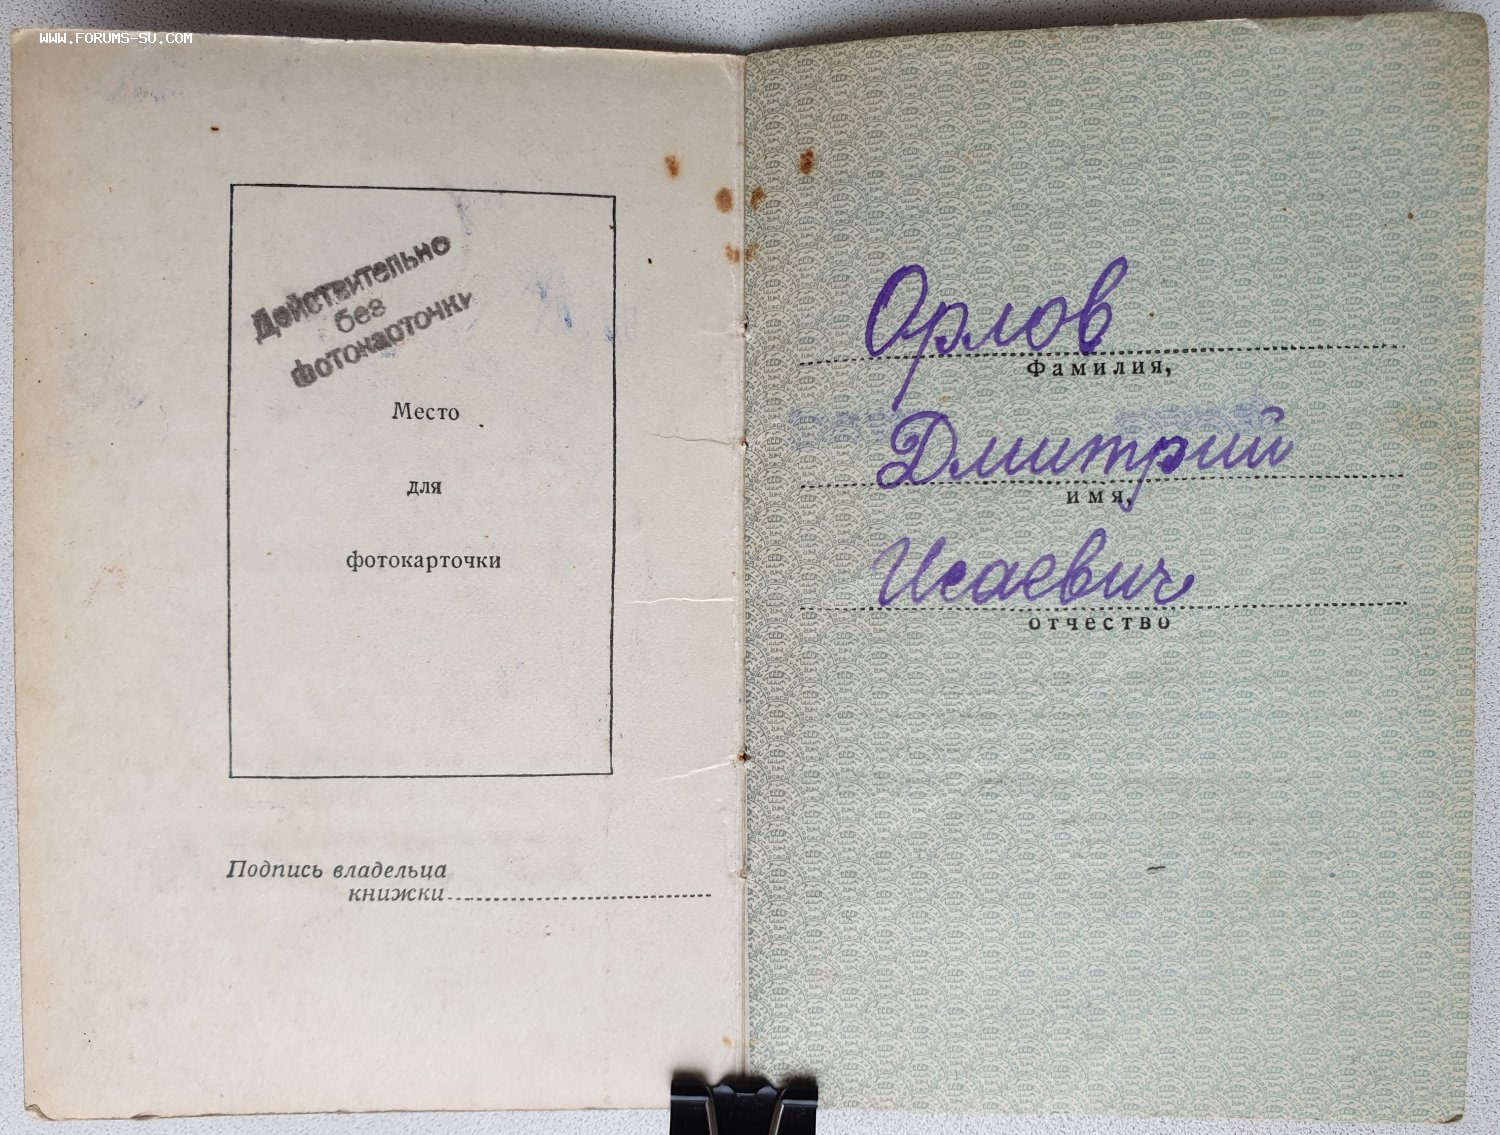 WWW.FORUMS-SU.COM
Действительно
без
фотокарточки
Место
для
фотокарточки
Подпись владельца
книжки
Орлов
Фамилия,
Дмитрий
имя,
Исаевич
отчество